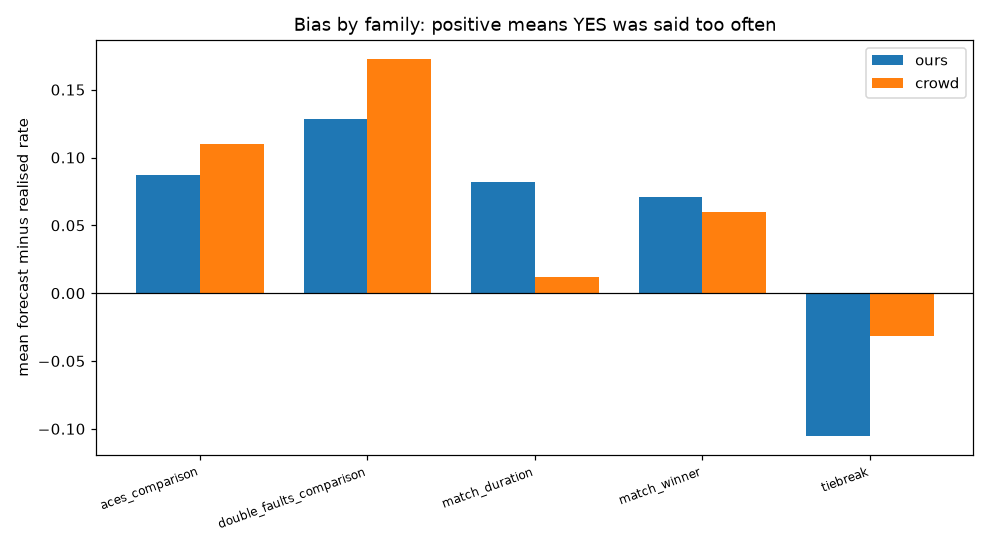 Bias by family: positive means YES was said too often
ours
crowd
mean forecast minus realised rate
0.15
0.10
0.05
0.00
−0.05
−0.10
aces_comparison
double_faults_comparison
match_duration
match_winner
tiebreak